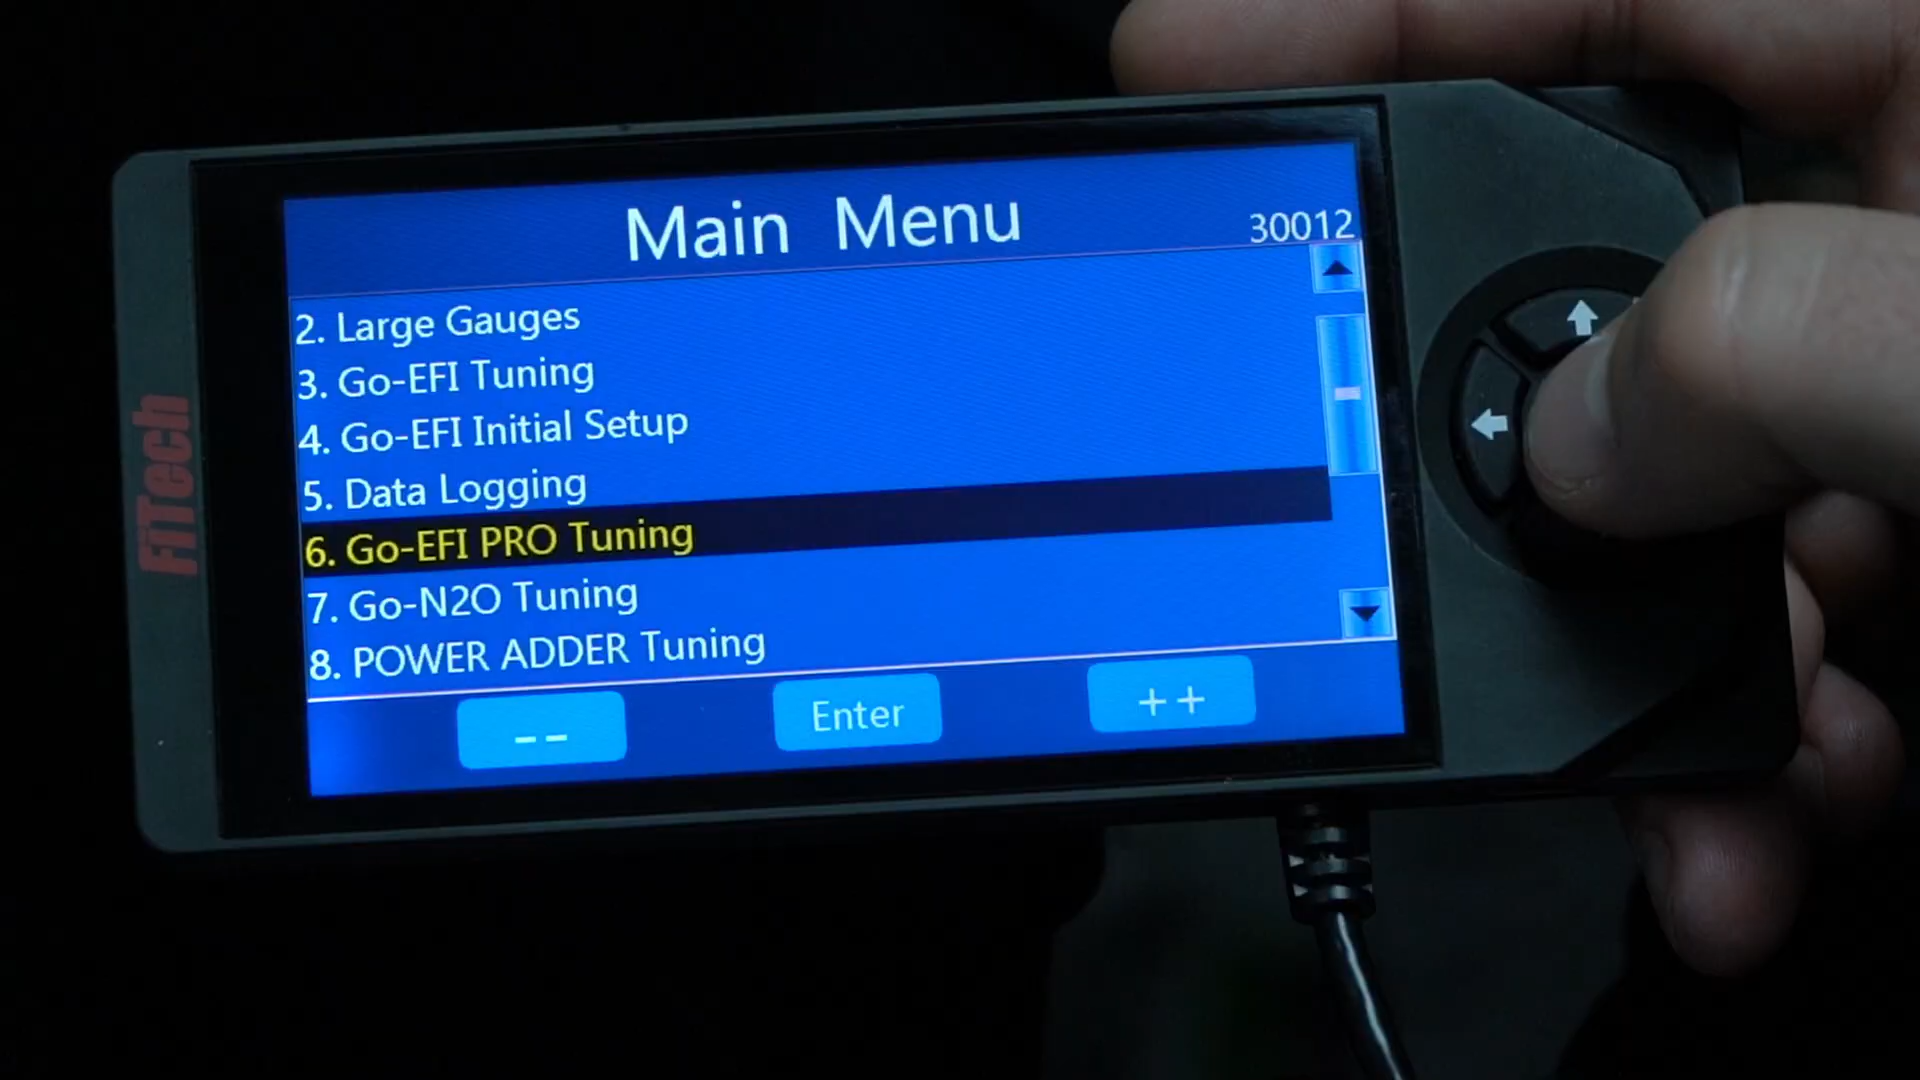 Main Menu
30012
2. Large Gauges
3. Go-EFI Tuning
4. Go-EFI Initial Setup
5. Data Logging
6. Go-EFI PRO Tuning
7. Go-N2O Tuning
8. POWER ADDER Tuning
-- Enter ++
FiTech